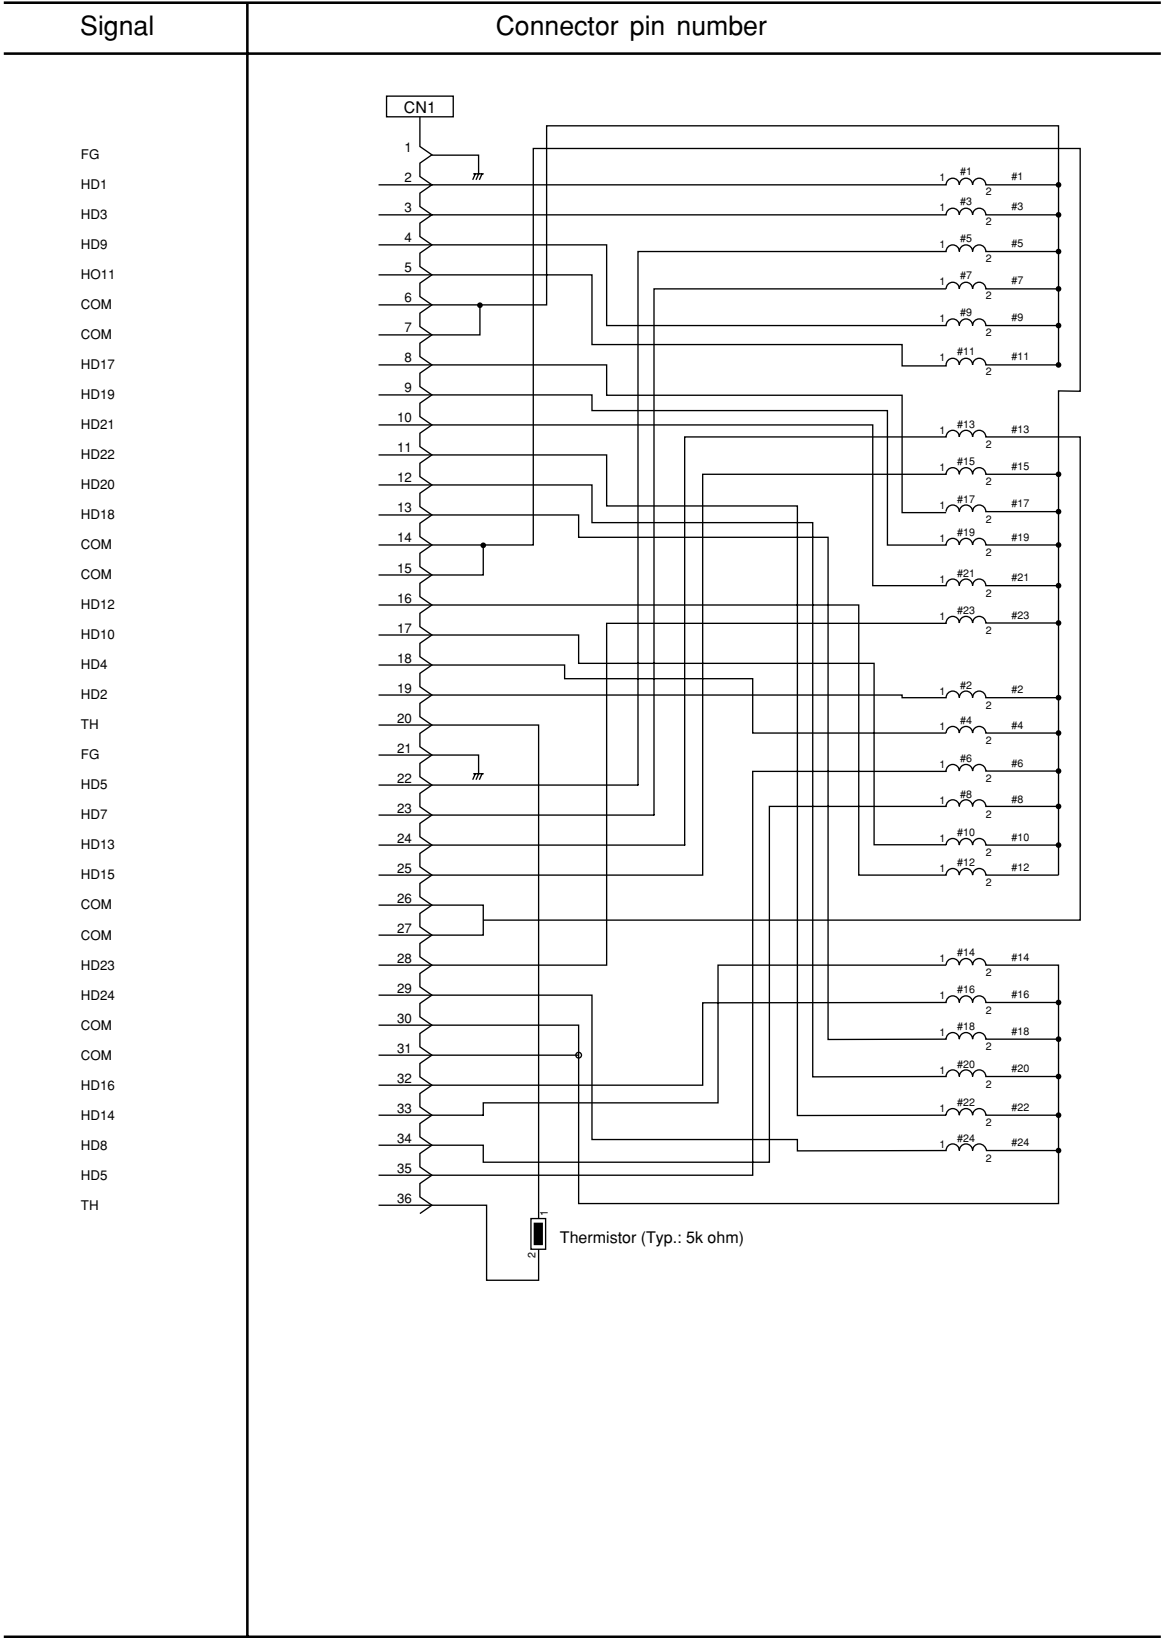 Signal Connector pin number
CN1
FG 1
HD1 2 1 #1 2 #1
HD3 3 1 #3 2 #3
HD9 4 1 #5 2 #5
HO11 5 1 #7 2 #7
COM 6 1 #9 2 #9
COM 7 1 #11 2 #11
HD17 8
HD19 9
HD21 10 1 #13 2 #13
HD22 11 1 #15 2 #15
HD20 12 1 #17 2 #17
HD18 13 1 #19 2 #19
COM 14
COM 15 1 #21 2 #21
HD12 16 1 #23 2 #23
HD10 17
HD4 18
HD2 19 1 #2 2 #2
TH 20 1 #4 2 #4
FG 21 1 #6 2 #6
HD5 22 1 #8 2 #8
HD7 23
HD13 24 1 #10 2 #10
HD15 25 1 #12 2 #12
COM 26
COM 27
HD23 28 1 #14 2 #14
HD24 29 1 #16 2 #16
COM 30 1 #18 2 #18
COM 31 1 #20 2 #20
HD16 32
HD14 33 1 #22 2 #22
HD8 34 1 #24 2 #24
HD5 35
TH 36
1
Thermistor (Typ.: 5k ohm)
2